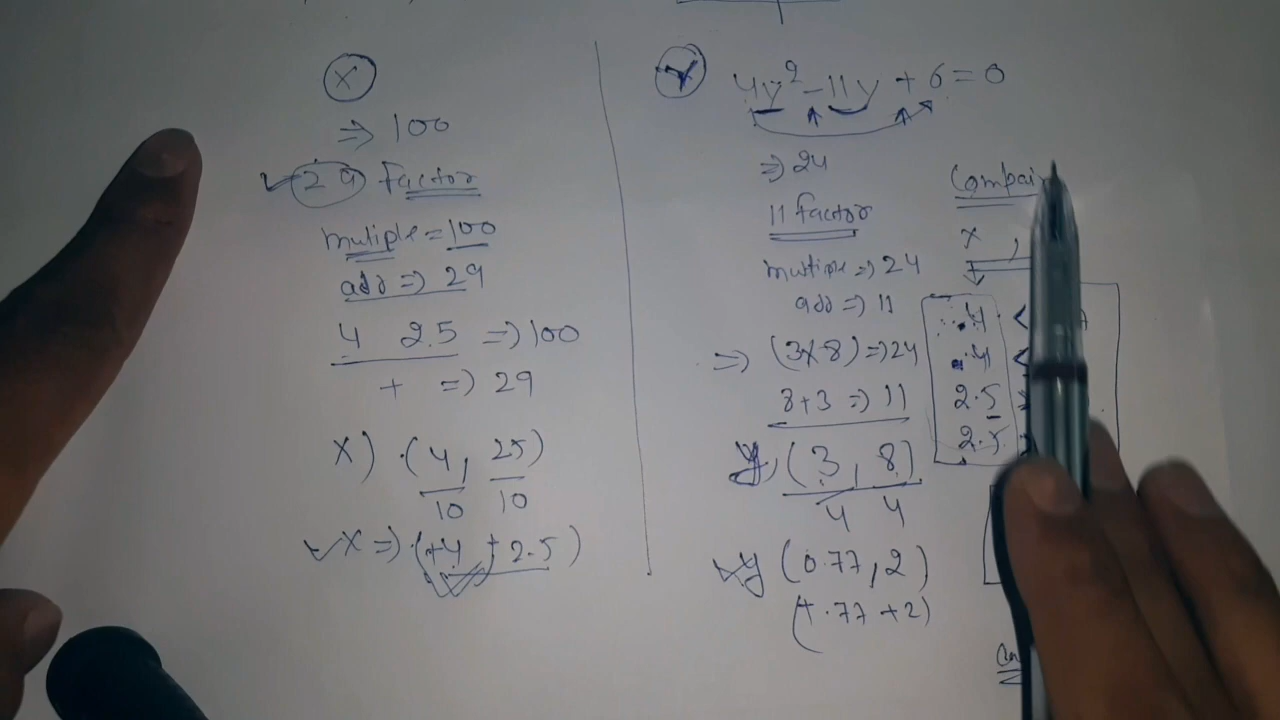 X
⇒ 100
29 factor
mutiple = 100
add ⇒ 29
4 2.5 ⇒ 100
+ ⇒ 29
x) (4, 25)
10 10
x ⇒ (+4, +2.5)
Y 4y² - 11y + 6 = 0
⇒ 24
11 factor
multiple ⇒ 24
add ⇒ 11
⇒ (3×8) ⇒ 24
8+3 ⇒ 11
y, (3, 8)
4 4
y (0.77, 2)
(+.77 +2)
x ,
.4 <
.4 <
2.5
2.5